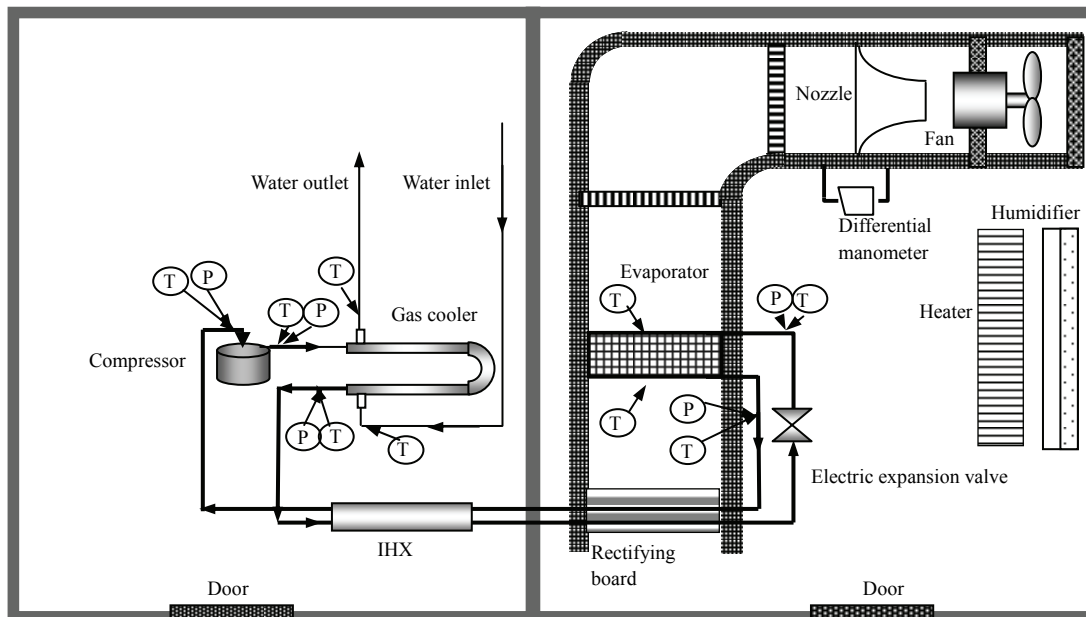 Nozzle
Fan
Water outlet
Water inlet
Differential
manometer
Humidifier
T
P
T
T
P
Gas cooler
Compressor
Evaporator
T
P
T
Heater
P
T
T
T
P
T
Electric expansion valve
IHX
Rectifying
board
Door
Door